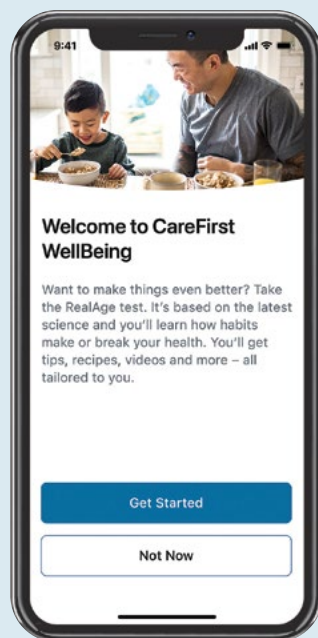 9:41
Welcome to CareFirst
WellBeing
Want to make things even better? Take
the RealAge test. It's based on the latest
science and you'll learn how habits
make or break your health. You'll get
tips, recipes, videos and more – all
tailored to you.
Get Started
Not Now